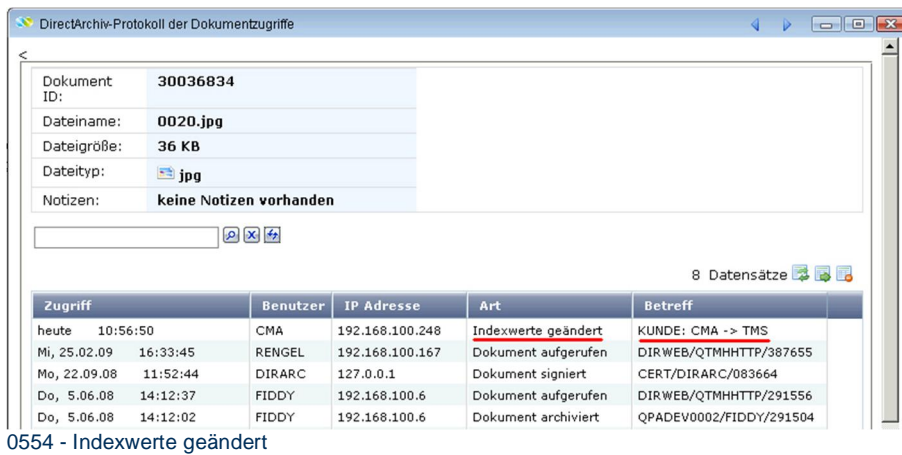 DirectArchiv-Protokoll der Dokumentzugriffe
<
Dokument ID: 30036834
Dateiname: 0020.jpg
Dateigröße: 36 KB
Dateityp: jpg
Notizen: keine Notizen vorhanden
8 Datensätze
Zugriff Benutzer IP Adresse Art Betreff
heute 10:56:50 CMA 192.168.100.248 Indexwerte geändert KUNDE: CMA -> TMS
Mi, 25.02.09 16:33:45 RENGEL 192.168.100.167 Dokument aufgerufen DIRWEB/QTMHHTTP/387655
Mo, 22.09.08 11:52:44 DIRARC 127.0.0.1 Dokument signiert CERT/DIRARC/083664
Do, 5.06.08 14:12:37 FIDDY 192.168.100.6 Dokument aufgerufen DIRWEB/QTMHHTTP/291556
Do, 5.06.08 14:12:02 FIDDY 192.168.100.6 Dokument archiviert QPADEV0002/FIDDY/291504
0554 - Indexwerte geändert